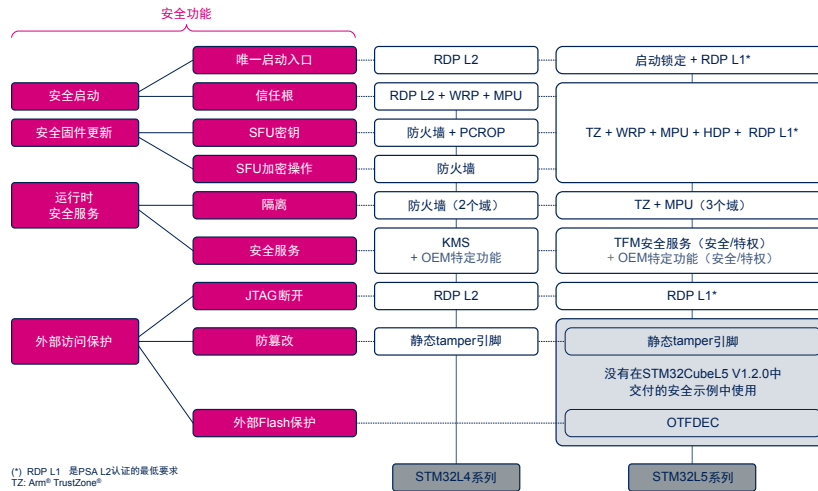 安全功能
唯一启动入口
RDP L2
启动锁定 + RDP L1*
安全启动
信任根
RDP L2 + WRP + MPU
安全固件更新
SFU密钥
防火墙 + PCROP
TZ + WRP + MPU + HDP + RDP L1*
SFU加密操作
防火墙
运行时
安全服务
隔离
防火墙（2个域）
TZ + MPU（3个域）
安全服务
KMS
+ OEM特定功能
TFM安全服务（安全/特权）
+ OEM特定功能（安全/特权）
JTAG断开
RDP L2
RDP L1*
外部访问保护
防篡改
静态tamper引脚
静态tamper引脚
没有在STM32CubeL5 V1.2.0中
交付的安全示例中使用
外部Flash保护
OTFDEC
(*) RDP L1 是PSA L2认证的最低要求
TZ: Arm® TrustZone®
STM32L4系列
STM32L5系列